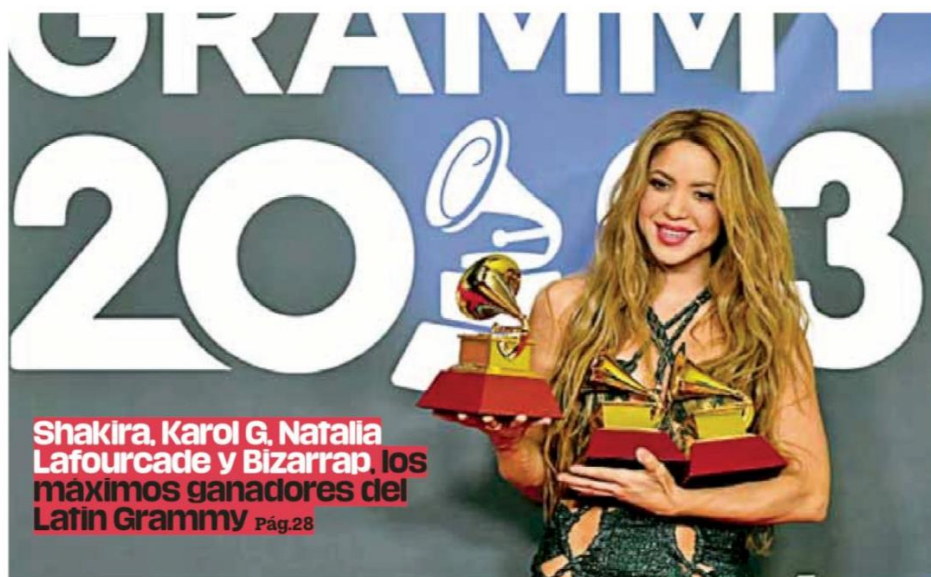 GRAMMY
2023
Shakira, Karol G, Natalia
Lafourcade y Bizarrap, los
máximos ganadores del
Latin Grammy Pág.28